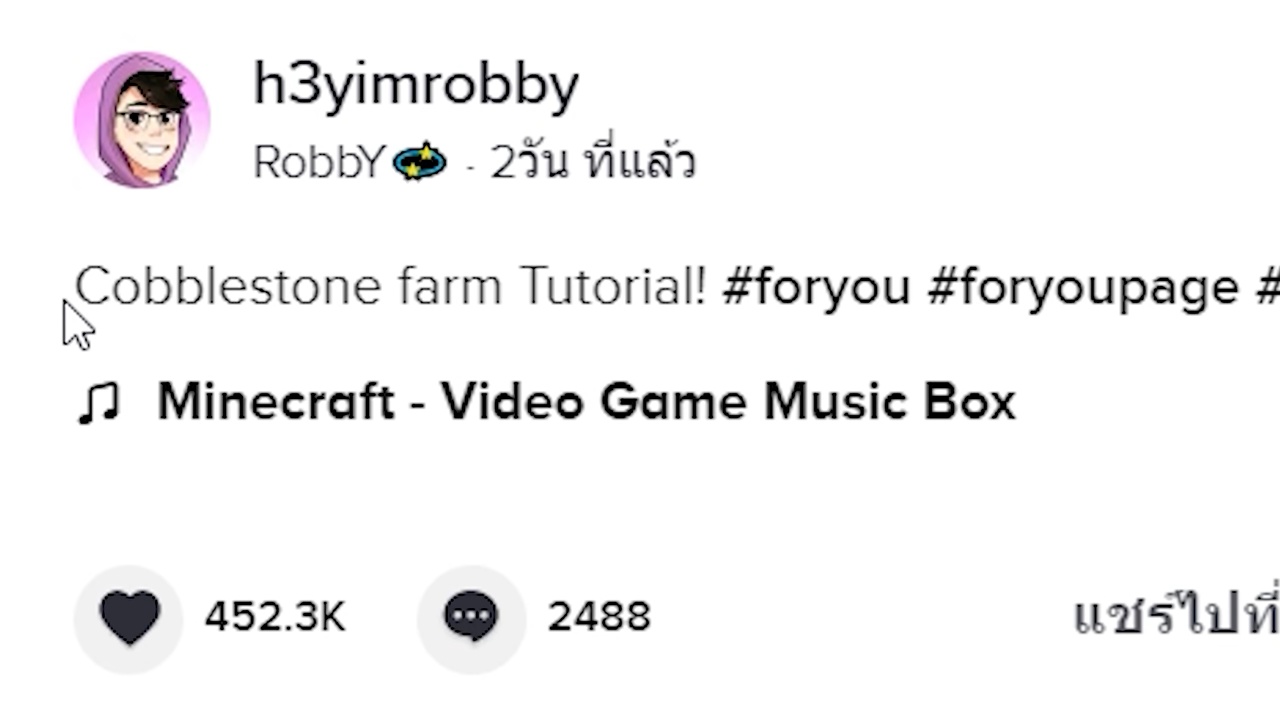 h3yimrobby
RobbY💫 · 2วัน ที่แล้ว
Cobblestone farm Tutorial! #foryou #foryoupage #
Minecraft - Video Game Music Box
452.3K 2488 แชร์ไปที่